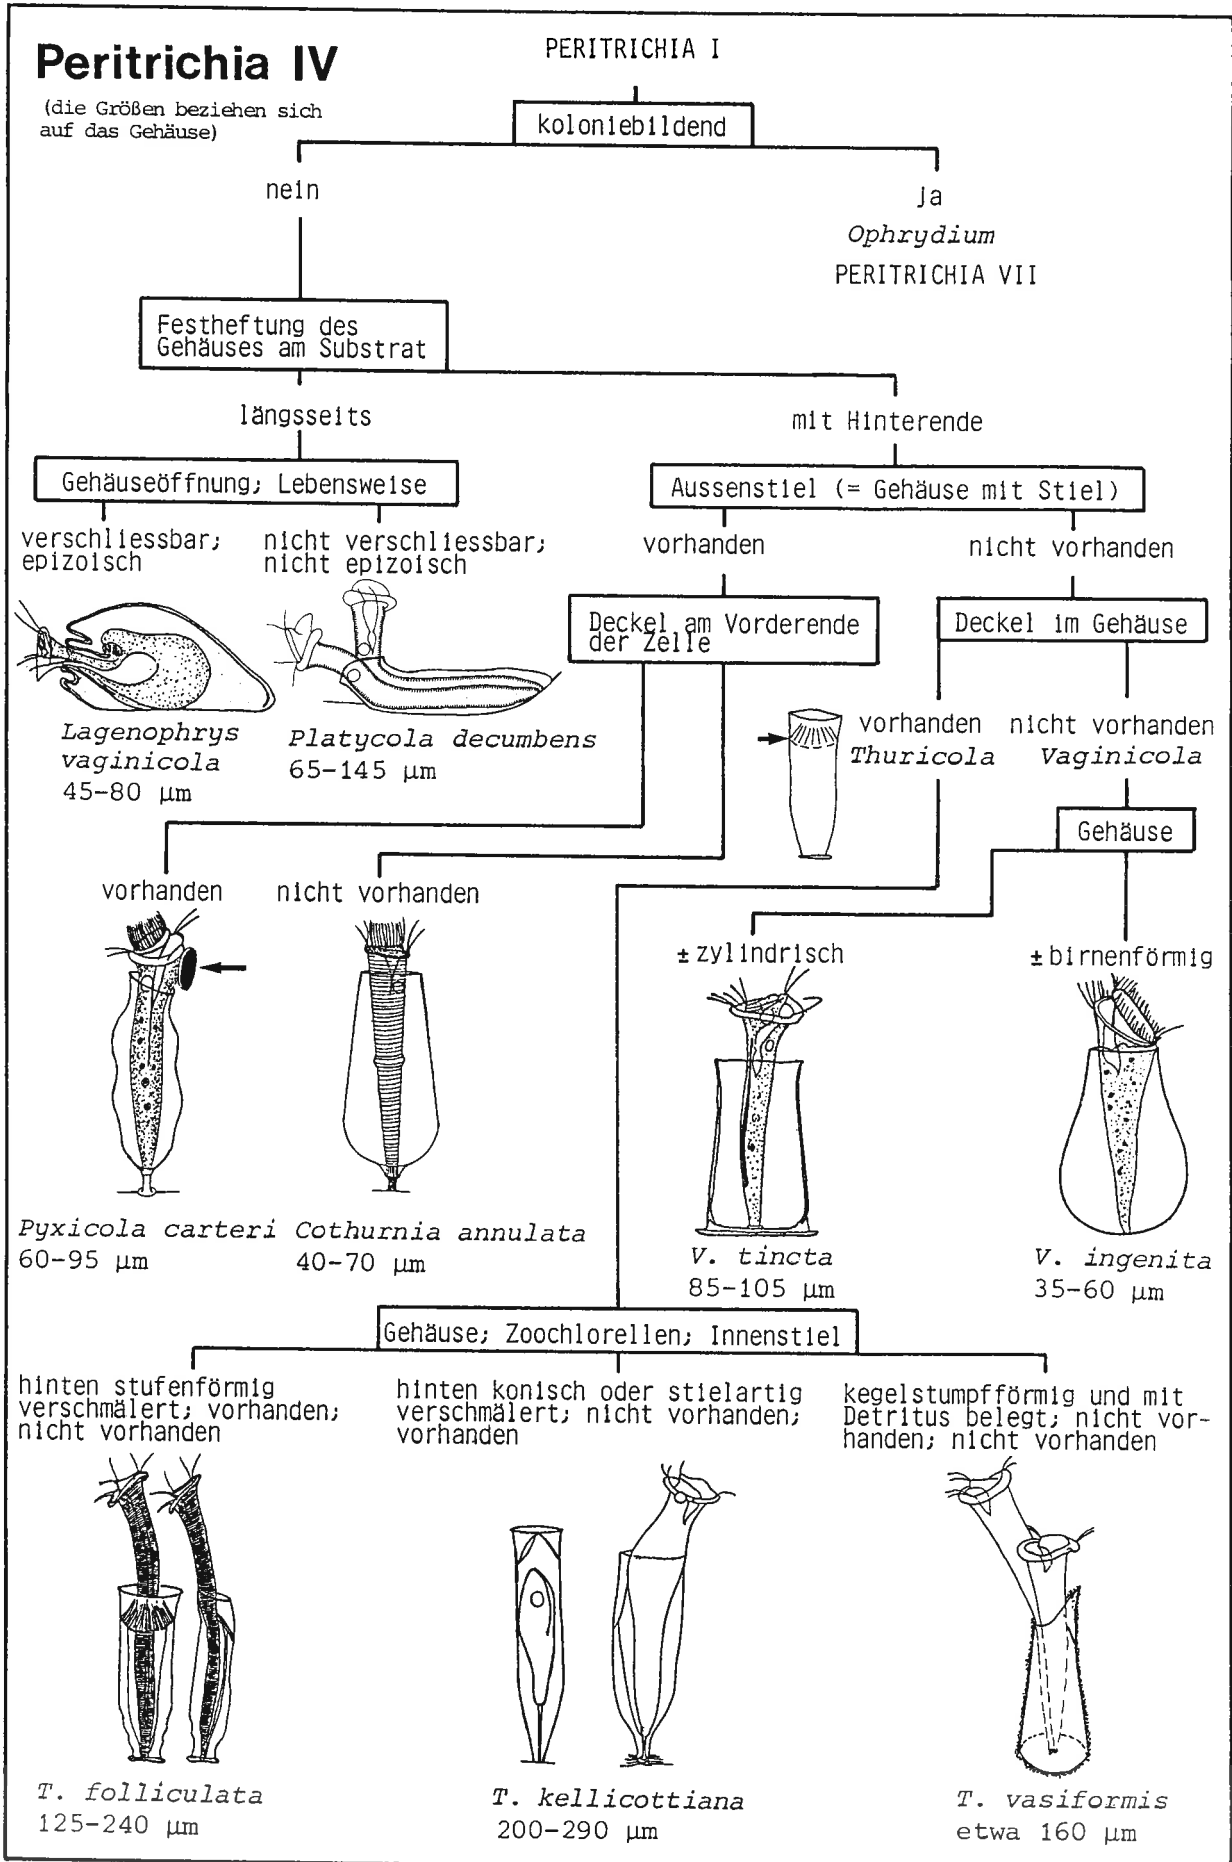 Peritrichia IV
(die Größen beziehen sich
auf das Gehäuse)
PERITRICHIA I
koloniebildend
nein
Ja
Ophrydium
PERITRICHIA VII
Festheftung des
Gehäuses am Substrat
längsseits
mit Hinterende
Gehäuseöffnung; Lebensweise
Aussenstiel (= Gehäuse mit Stiel)
verschliessbar;
epizoisch
nicht verschliessbar;
nicht epizoisch
vorhanden
nicht vorhanden
Deckel am Vorderende
der Zelle
Deckel im Gehäuse
Lagenophrys
vaginicola
45-80 µm
Platycola decumbens
65-145 µm
vorhanden
Thuricola
nicht vorhanden
Vaginicola
Gehäuse
vorhanden
nicht vorhanden
± zylindrisch
± birnenförmig
Pyxicola carteri
60-95 µm
Cothurnia annulata
40-70 µm
V. tincta
85-105 µm
V. ingenita
35-60 µm
Gehäuse; Zoochlorellen; Innenstiel
hinten stufenförmig
verschmälert; vorhanden;
nicht vorhanden
hinten konisch oder stielartig
verschmälert; nicht vorhanden;
vorhanden
kegelstumpfförmig und mit
Detritus belegt; nicht vor-
handen; nicht vorhanden
T. folliculata
125-240 µm
T. kellicottiana
200-290 µm
T. vasiformis
etwa 160 µm